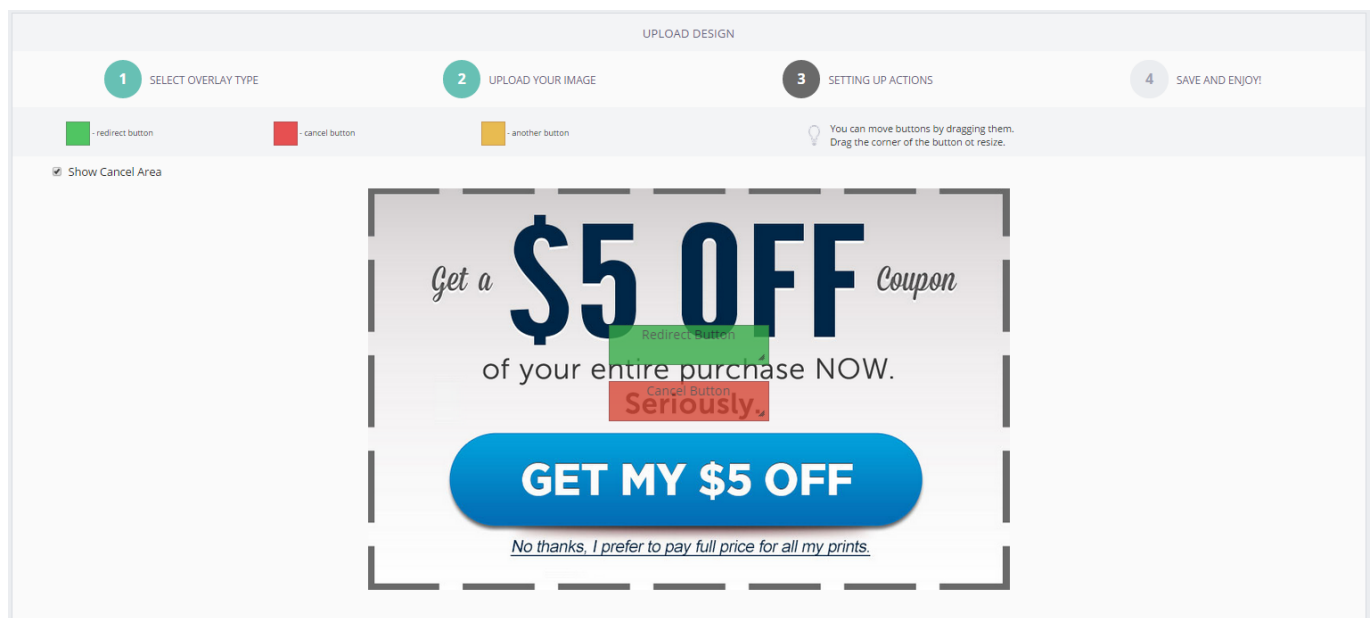 UPLOAD DESIGN
1 SELECT OVERLAY TYPE
2 UPLOAD YOUR IMAGE
3 SETTING UP ACTIONS
4 SAVE AND ENJOY!
- redirect button
- cancel button
- another button
You can move buttons by dragging them.
Drag the corner of the button ot resize.
Show Cancel Area
Get a $5 OFF Coupon
Redirect Button
of your entire purchase NOW.
Cancel Button
Seriously.
GET MY $5 OFF
No thanks, I prefer to pay full price for all my prints.